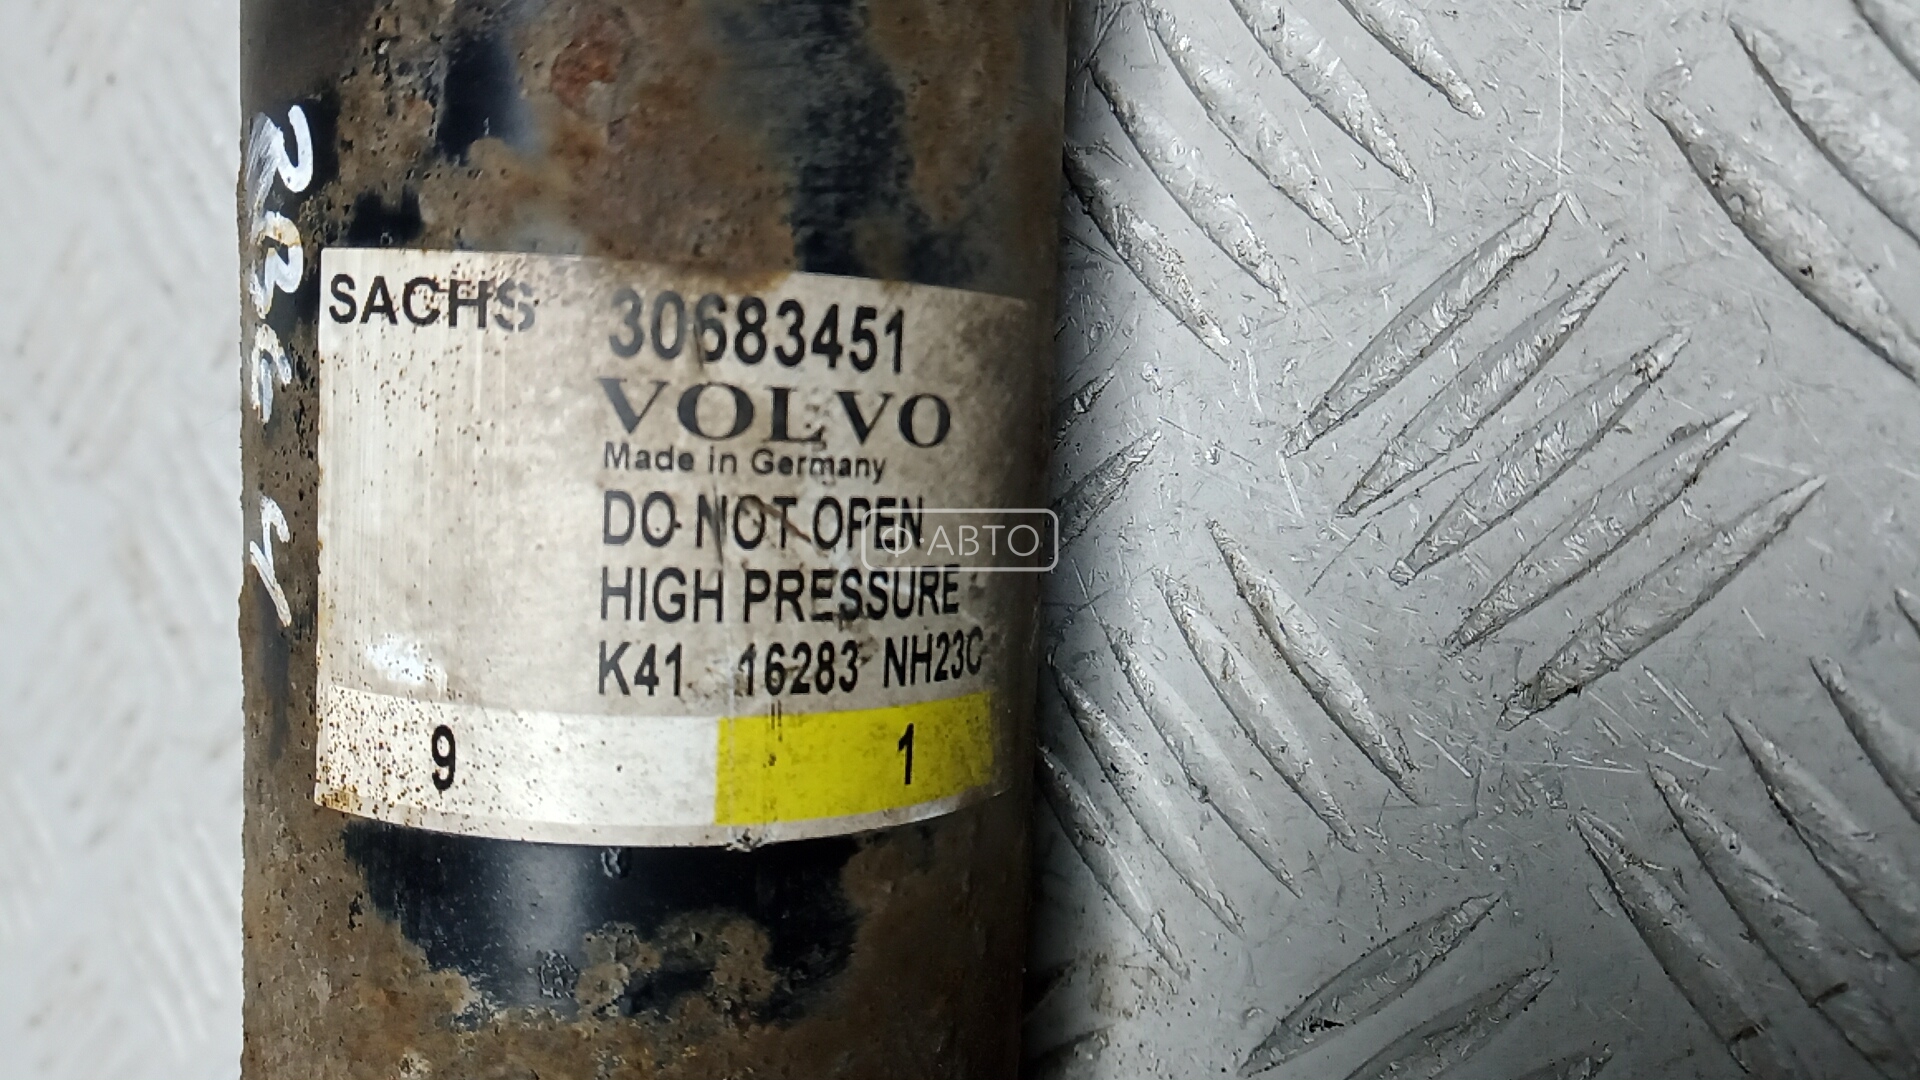 SACHS 30683451
VOLVO
Made in Germany
DO NOT OPEN
HIGH PRESSURE
K41 16283 NH23C
9 1
Ф-АВТО